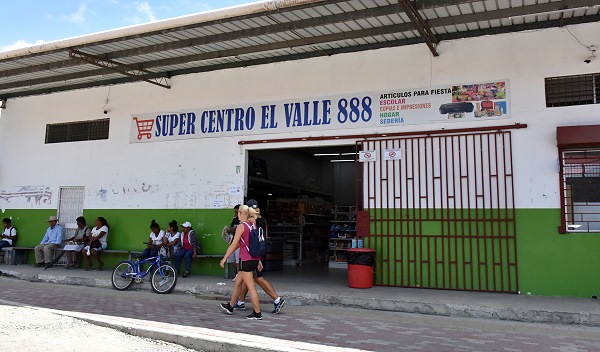 SUPER CENTRO EL VALLE 888
ARTÍCULOS PARA FIESTA
ESCOLAR
COPIAS e IMPRESIONES
HOGAR
SEDERÍA